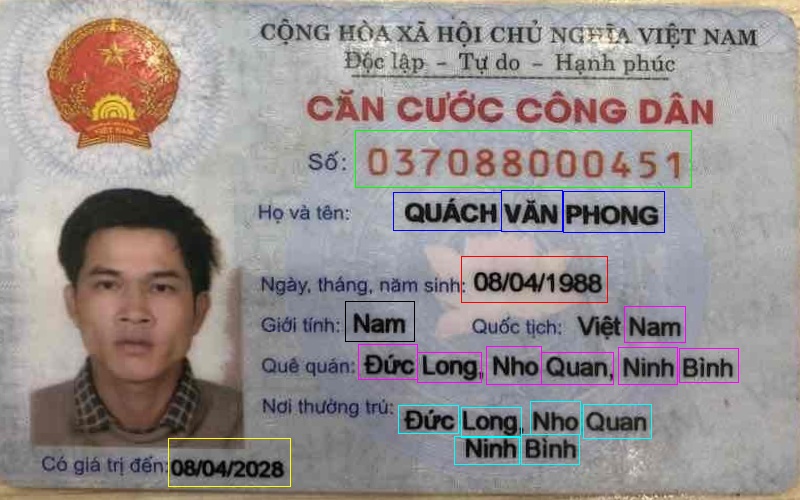 CỘNG HÒA XÃ HỘI CHỦ NGHĨA VIỆT NAM
Độc lập - Tự do - Hạnh phúc
CĂN CƯỚC CÔNG DÂN
Số: 037088000451
Họ và tên: QUÁCH VĂN PHONG
Ngày, tháng, năm sinh: 08/04/1988
Giới tính: Nam Quốc tịch: Việt Nam
Quê quán: Đức Long, Nho Quan, Ninh Bình
Nơi thường trú: Đức Long, Nho Quan
Ninh Bình
Có giá trị đến: 08/04/2028
VIỆT NAM